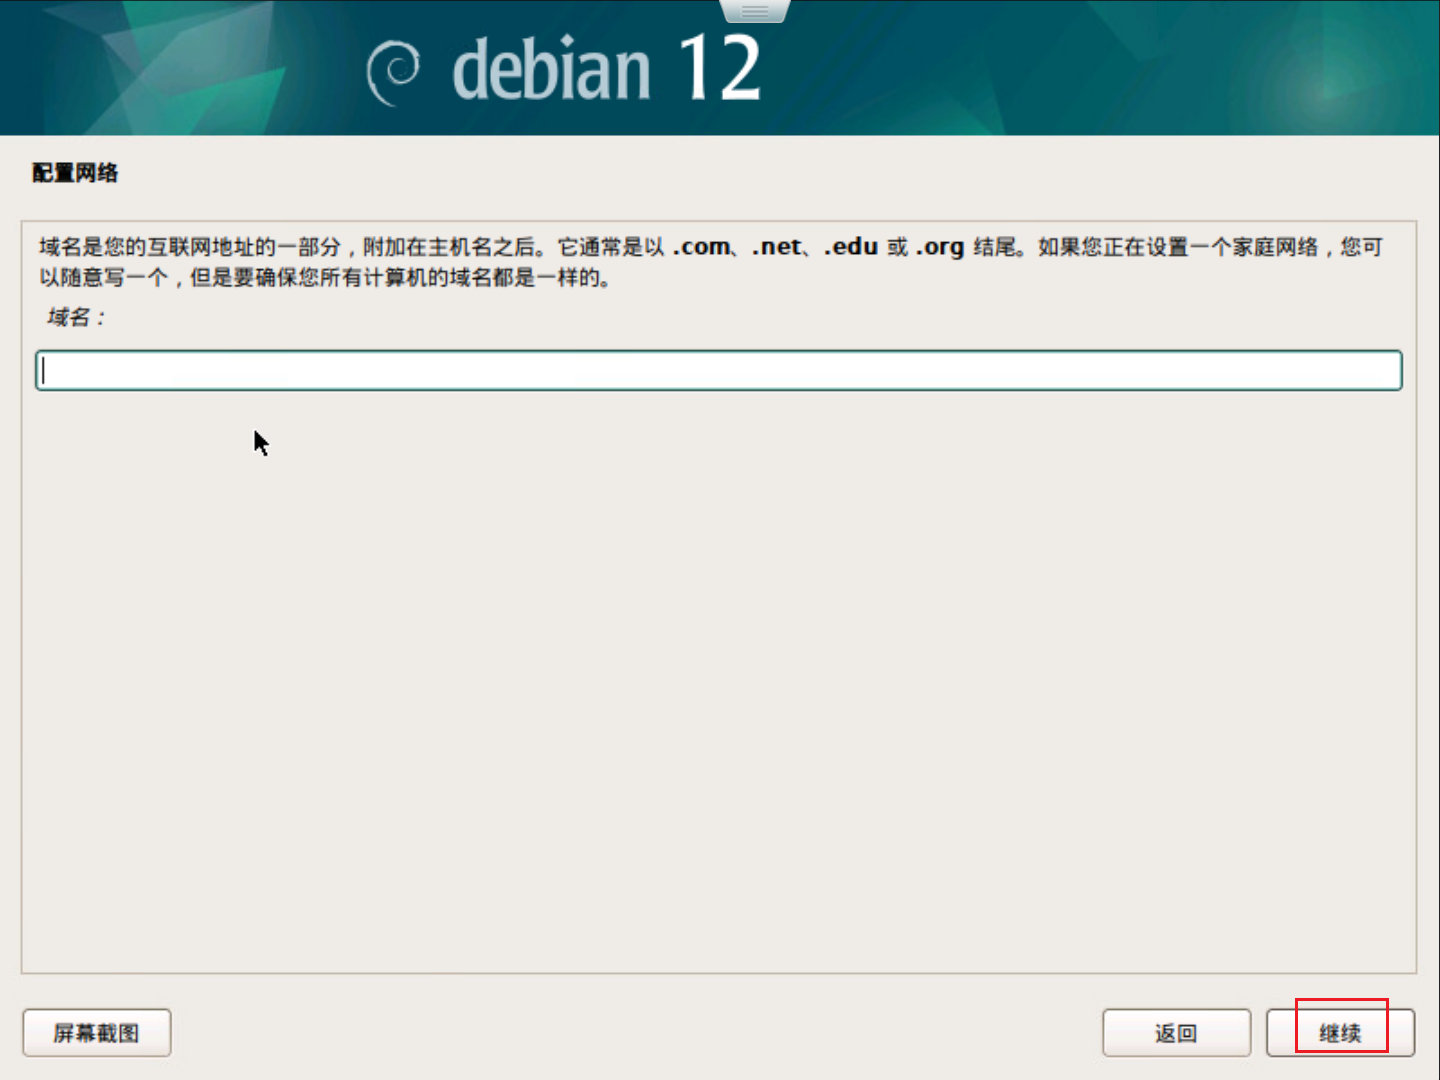 debian 12
配置网络
域名是您的互联网地址的一部分，附加在主机名之后。它通常是以 .com、.net、.edu 或 .org 结尾。如果您正在设置一个家庭网络，您可
以随意写一个，但是要确保您所有计算机的域名都是一样的。
域名：
屏幕截图
返回
继续